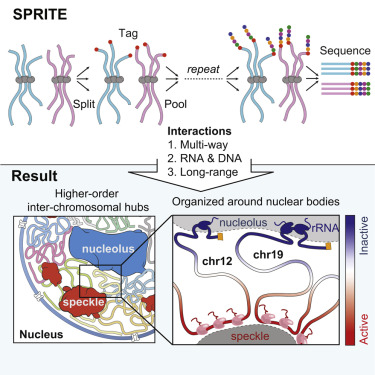 SPRITE
Tag
repeat
Sequence
Split
Pool
Interactions
1. Multi-way
2. RNA & DNA
3. Long-range
Result
Higher-order
inter-chromosomal hubs
Organized around nuclear bodies
nucleolus
speckle
Nucleus
nucleolus
rRNA
chr12
chr19
speckle
Inactive
Active